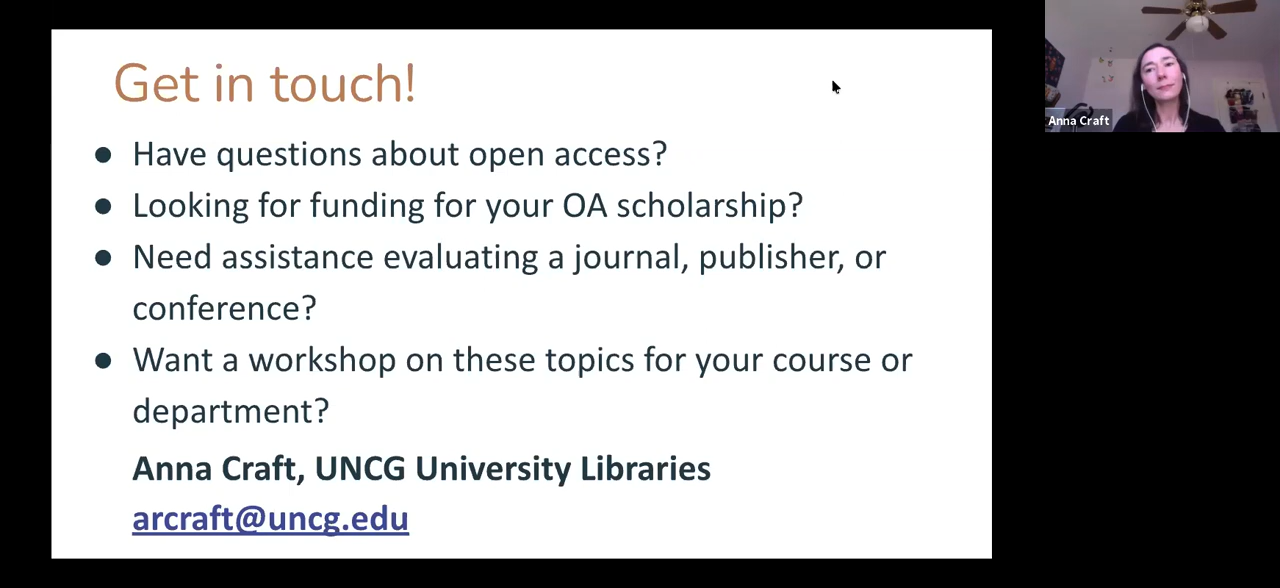 Get in touch!
● Have questions about open access?
● Looking for funding for your OA scholarship?
● Need assistance evaluating a journal, publisher, or
conference?
● Want a workshop on these topics for your course or
department?
Anna Craft, UNCG University Libraries
arcraft@uncg.edu
Anna Craft